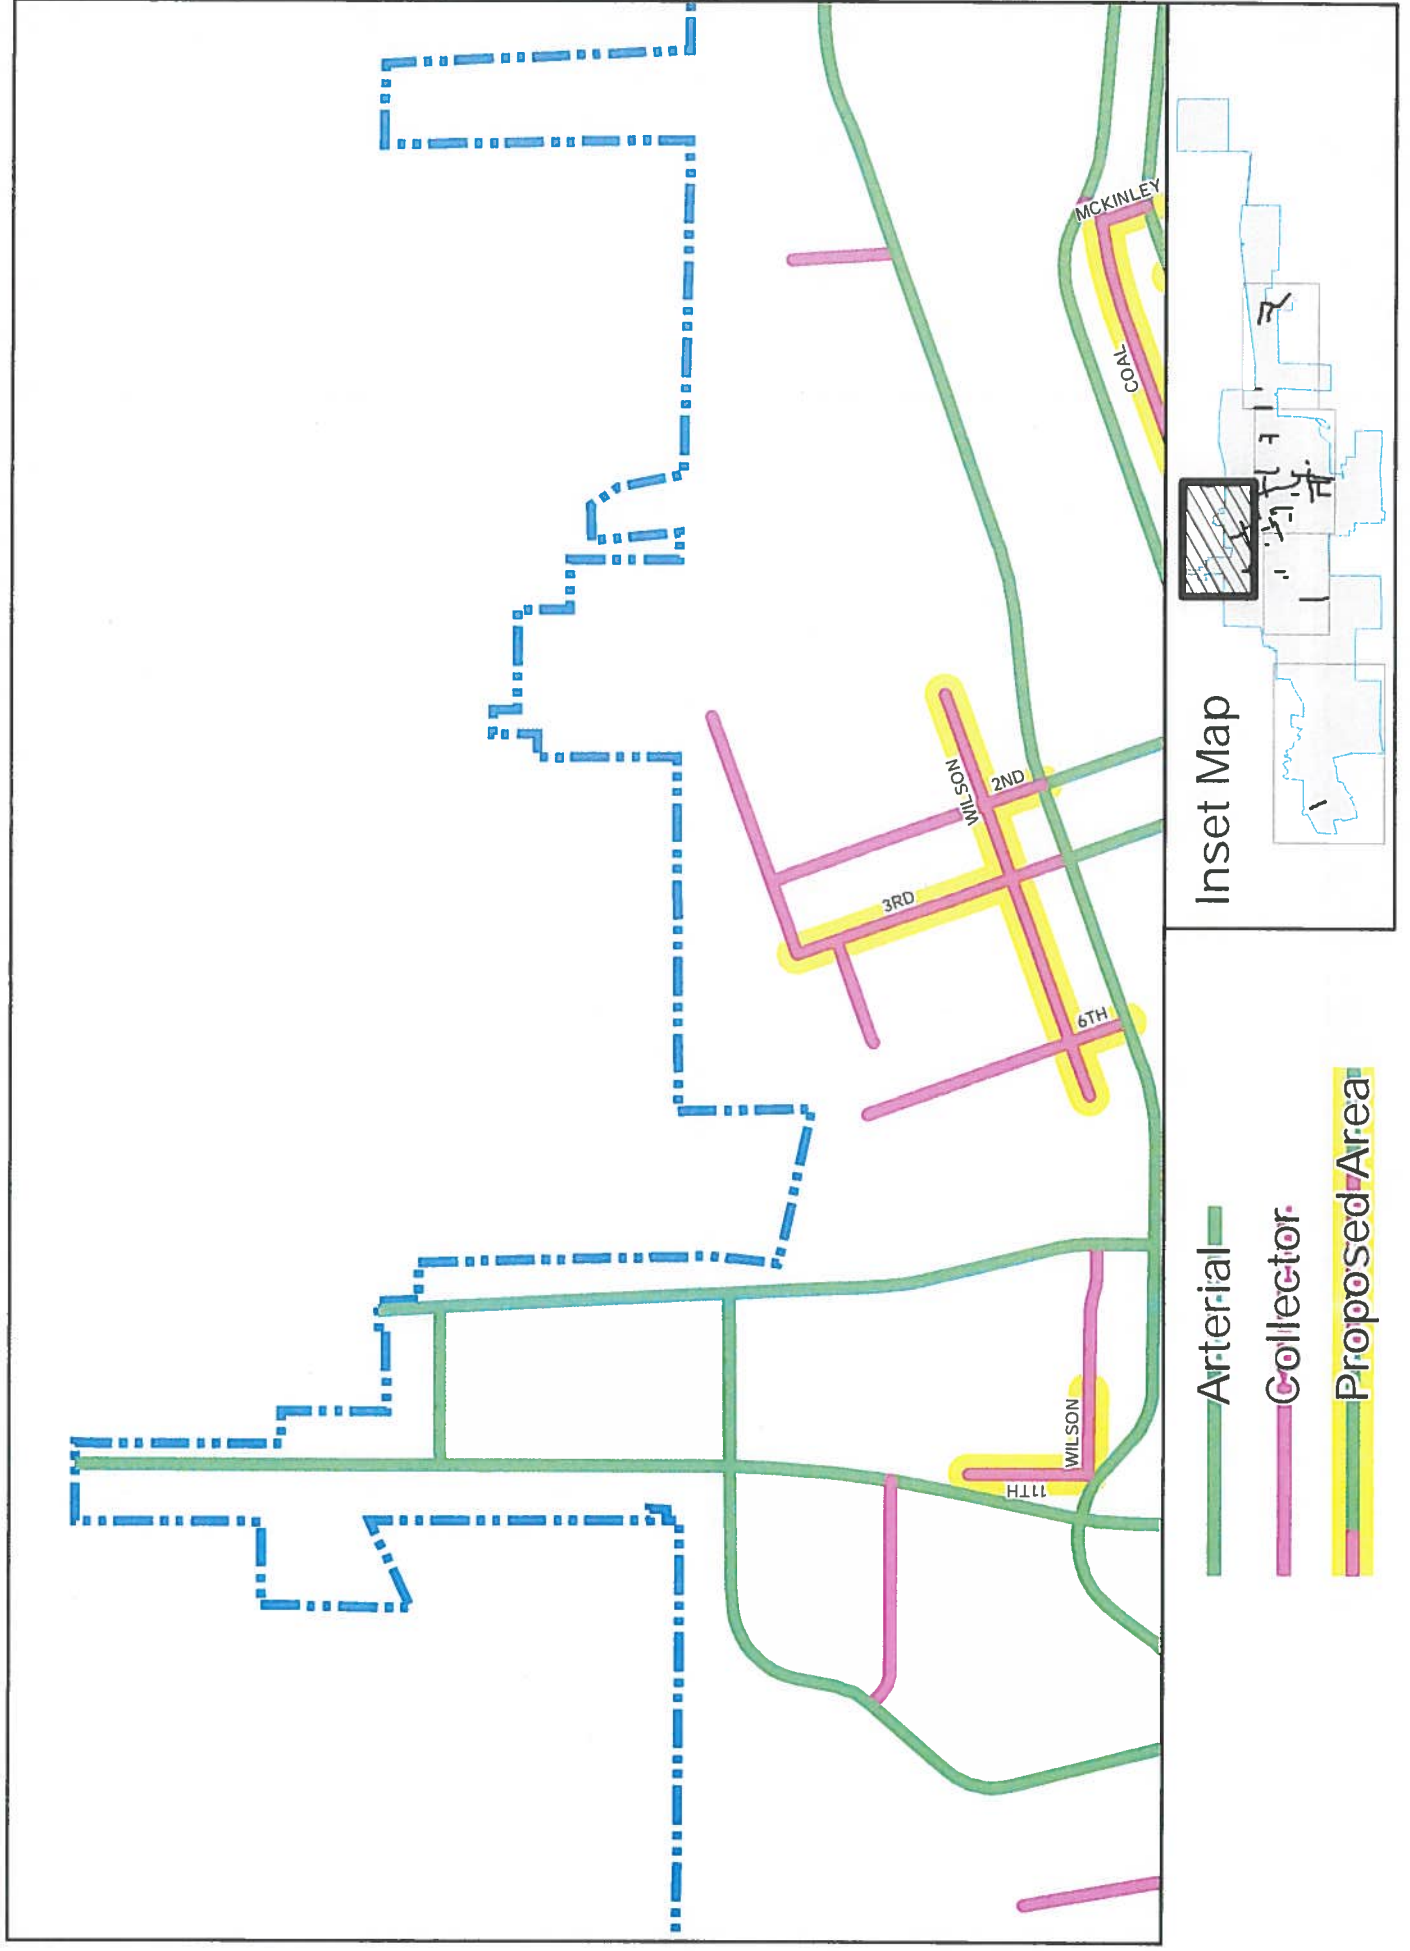 MCKINLEY
COAL
WILSON
2ND
3RD
6TH
WILSON
11TH
Inset Map
Arterial
Collector
Proposed Area